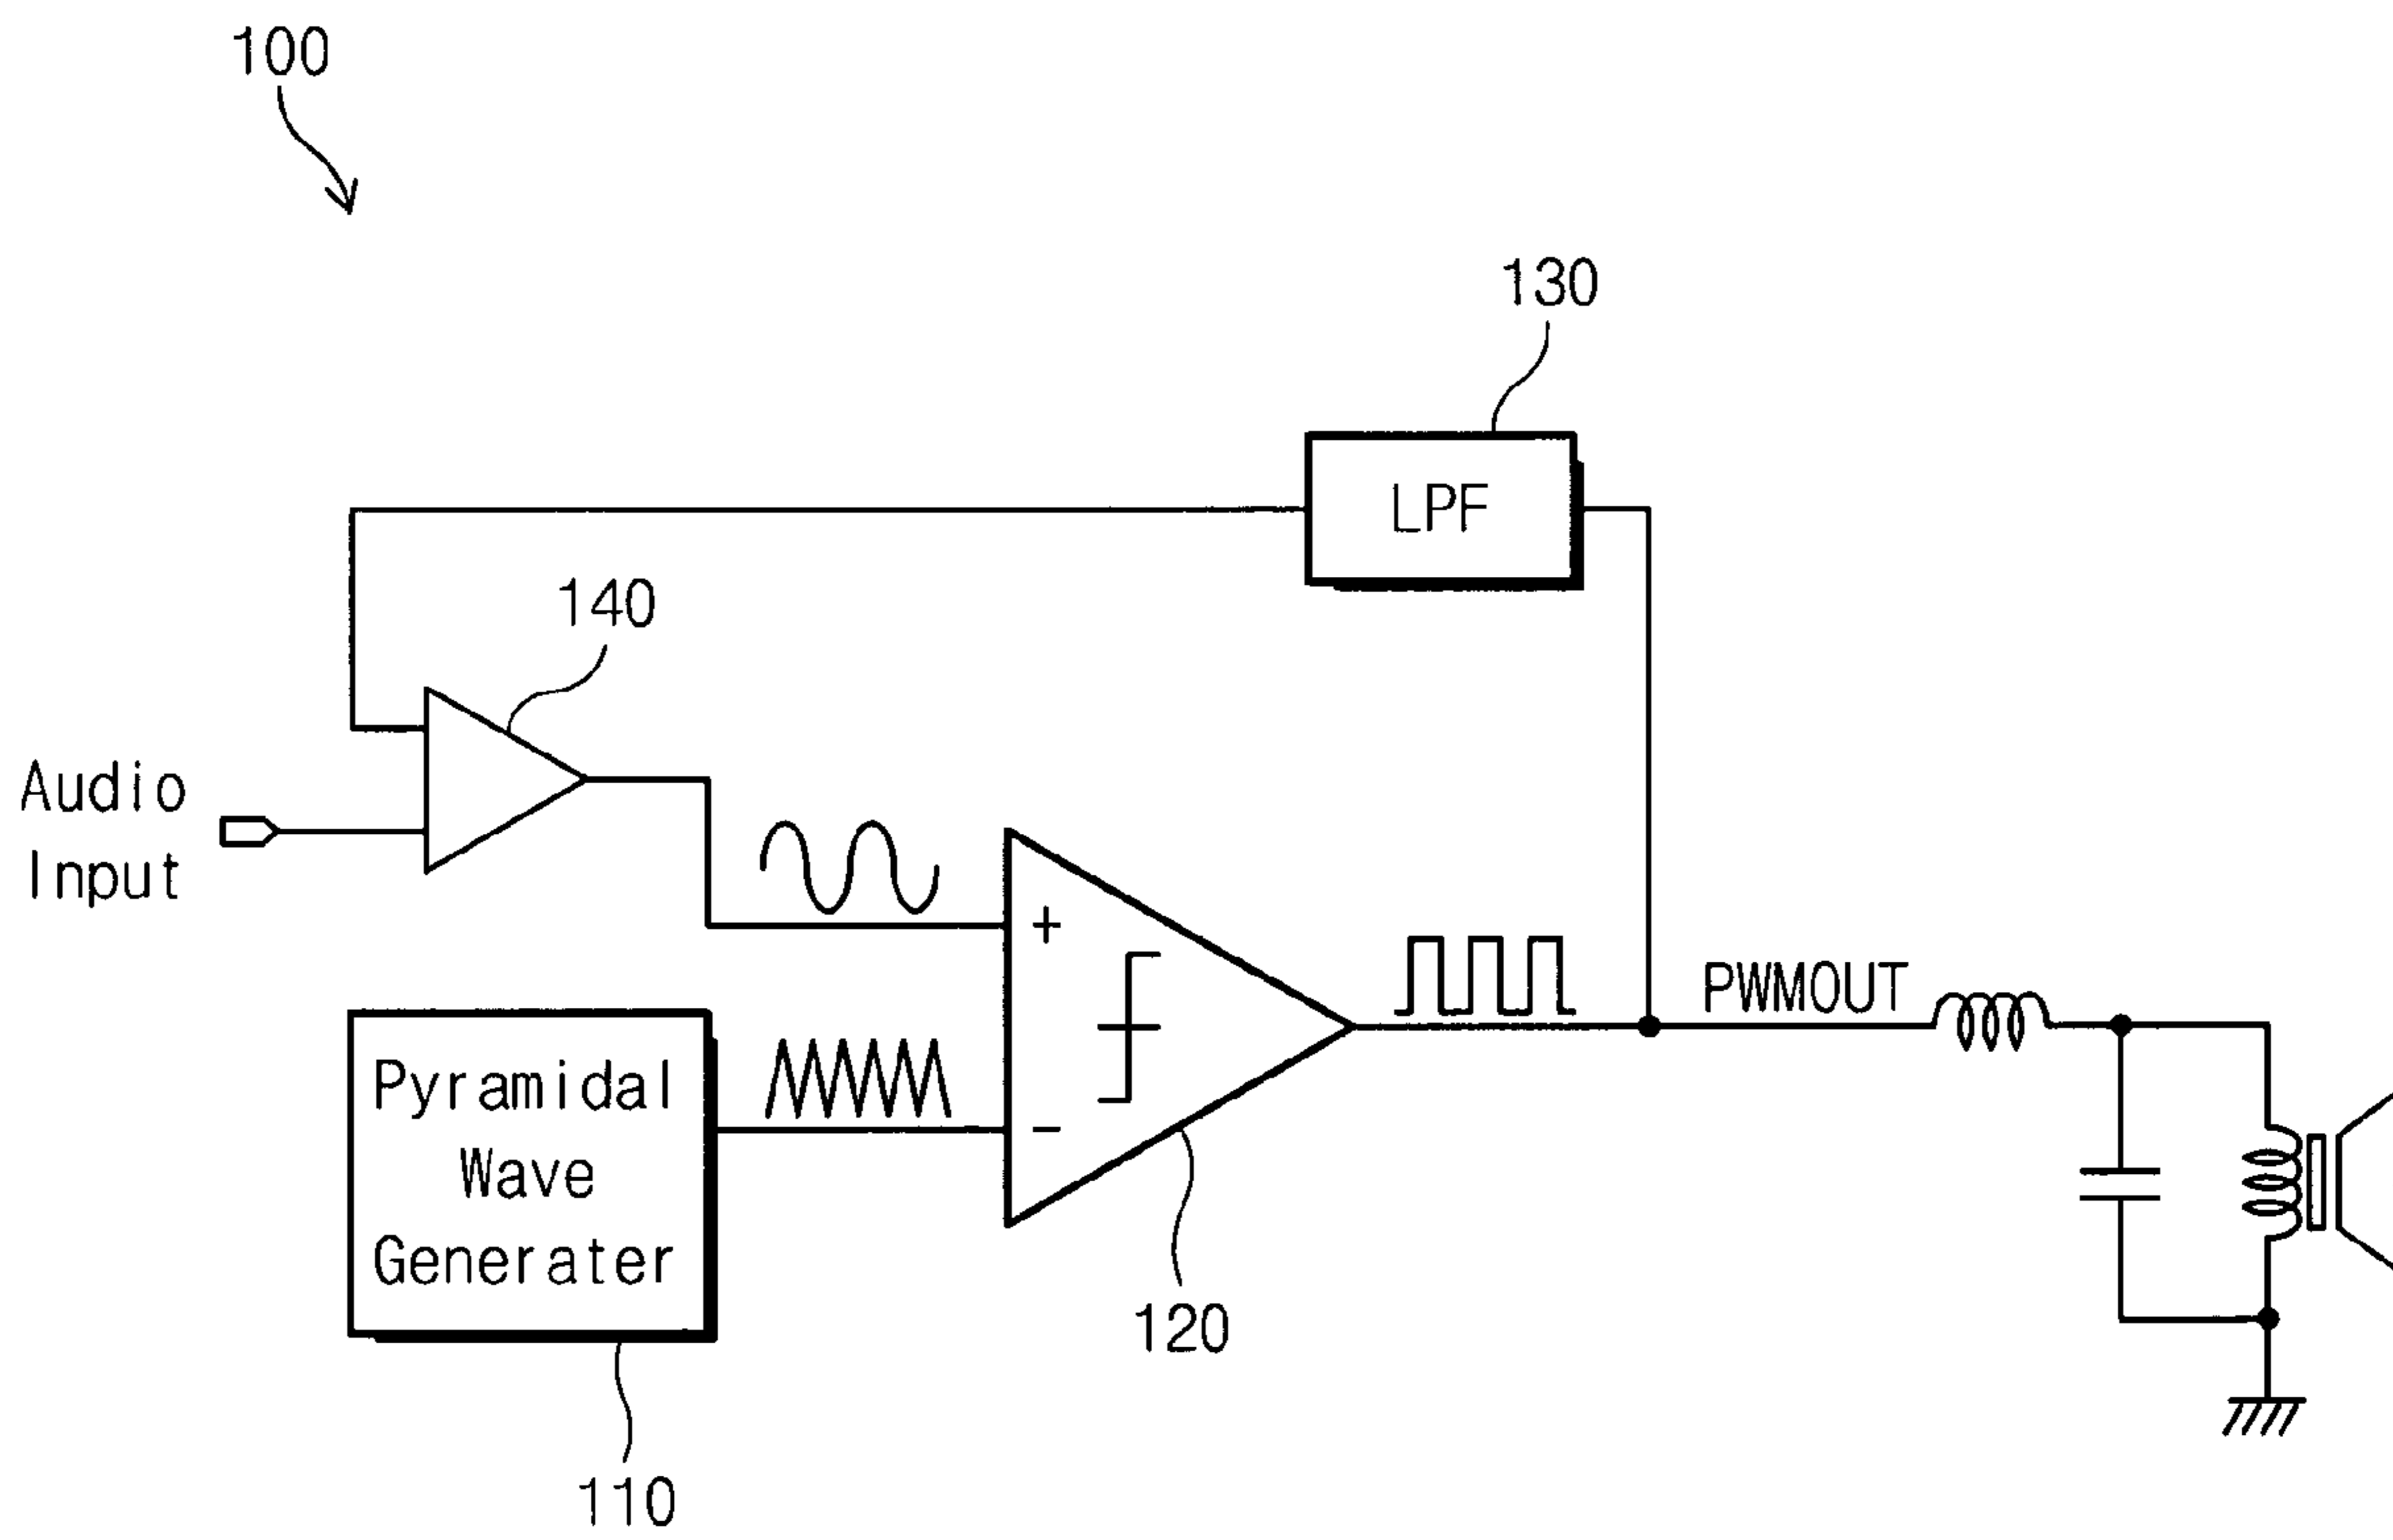 100
130
LPF
140
Audio
Input
+
PWMOUT
Pyramidal
Wave
Generater
-
120
110